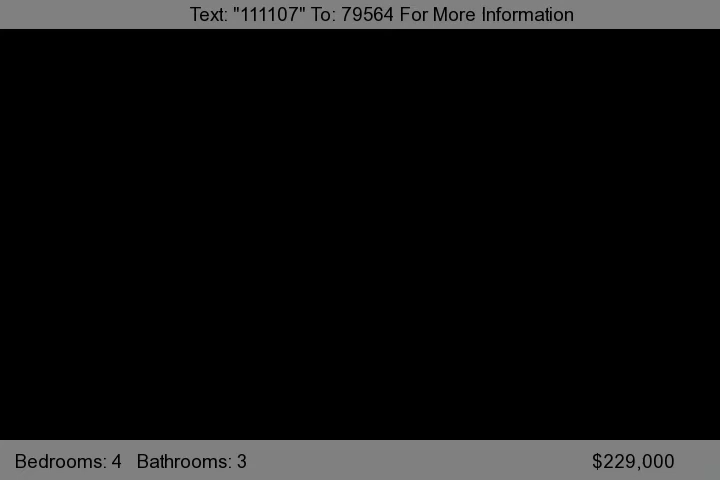 Text: "111107" To: 79564 For More Information
Bedrooms: 4 Bathrooms: 3 $229,000